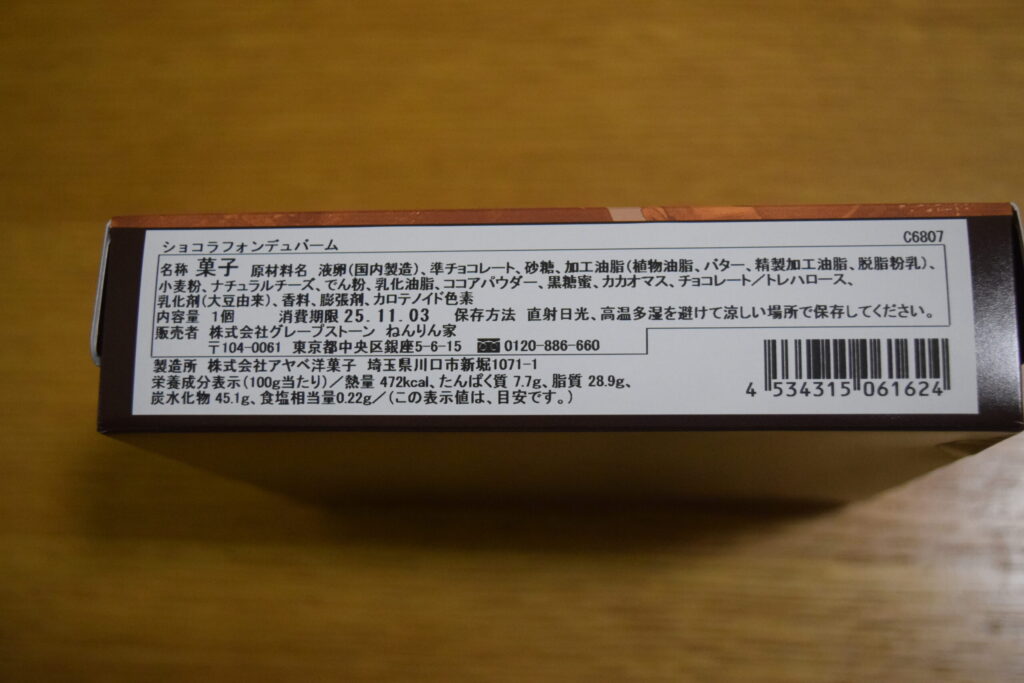 ショコラフォンデュバーム
C6807
名称 菓子 原材料名 液卵(国内製造)、準チョコレート、砂糖、加工油脂(植物油脂、バター、精製加工油脂、脱脂粉乳)、
小麦粉、ナチュラルチーズ、でん粉、乳化油脂、ココアパウダー、黒糖蜜、カカオマス、チョコレート/トレハロース、
乳化剤(大豆由来)、香料、膨張剤、カロテノイド色素
内容量 1個 消費期限 25.11.03 保存方法 直射日光、高温多湿を避けて涼しい場所で保存してください。
販売者 株式会社グレープストーン ねんりん家
〒104-0061 東京都中央区銀座5-6-15 0120-886-660
製造所 株式会社アヤベ洋菓子 埼玉県川口市新堀1071-1
栄養成分表示(100g当たり)/熱量 472kcal、たんぱく質 7.7g、脂質 28.9g、
炭水化物 45.1g、食塩相当量0.22g/(この表示値は、目安です。)
4 534315 061624